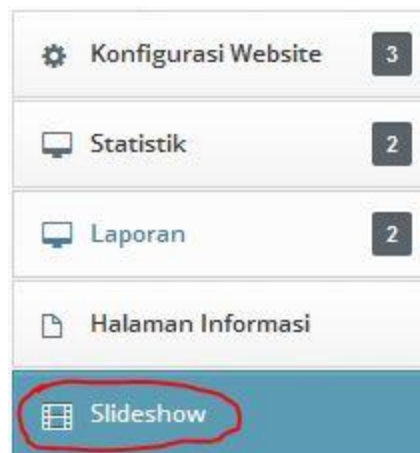 Konfigurasi Website 3
Statistik 2
Laporan 2
Halaman Informasi
Slideshow